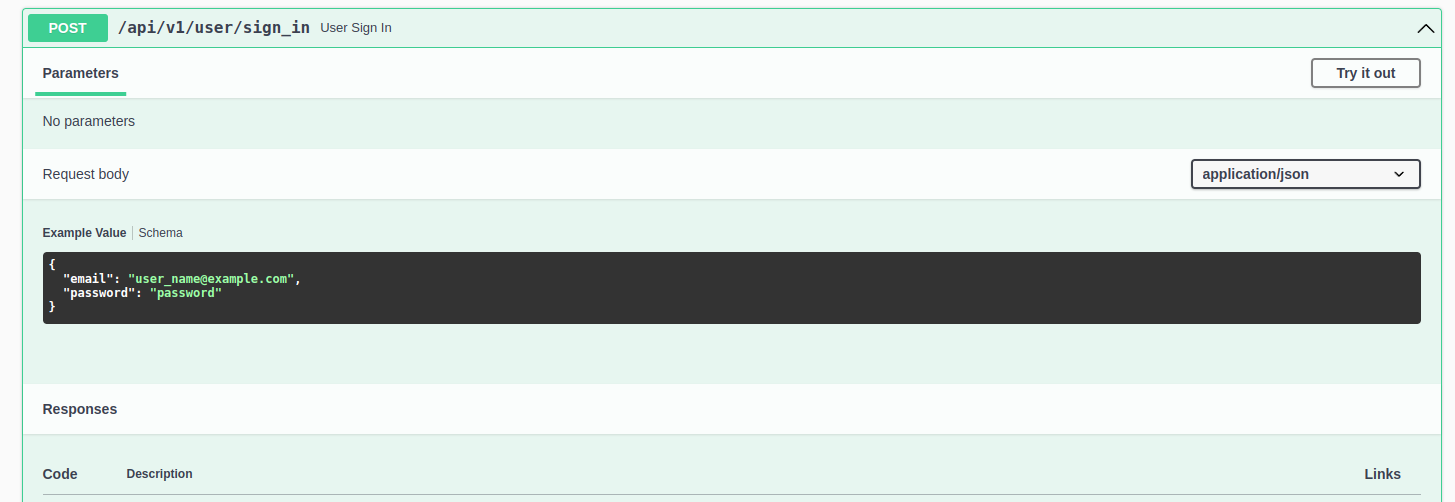 POST /api/v1/user/sign_in User Sign In
Parameters Try it out
No parameters
Request body application/json
Example Value Schema
{
"email": "user_name@example.com",
"password": "password"
}
Responses
Code Description Links